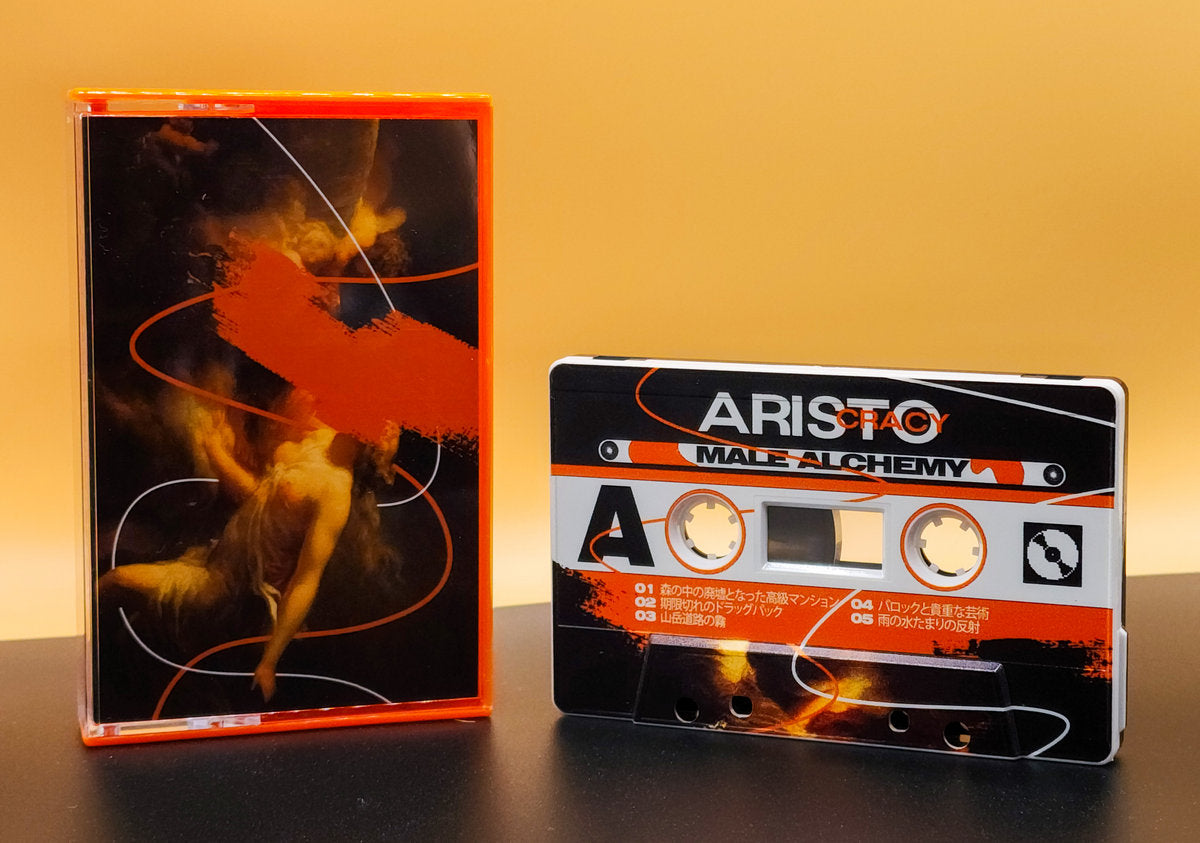 ARISTOCRACY
MALE ALCHEMY
A
01 森の中の廃墟となった高級マンション
02 期限切れのドラッグパック
03 山岳道路の霧
04 バロックと貴重な芸術
05 雨の水たまりの反射